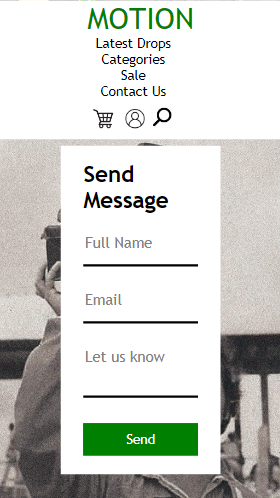 MOTION
Latest Drops
Categories
Sale
Contact Us
Send
Message
Full Name
Email
Let us know
Send